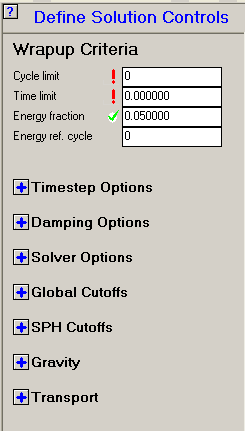 ? Define Solution Controls
Wrapup Criteria
Cycle limit ! 0
Time limit ! 0.000000
Energy fraction 0.050000
Energy ref. cycle 0
Timestep Options
Damping Options
Solver Options
Global Cutoffs
SPH Cutoffs
Gravity
Transport